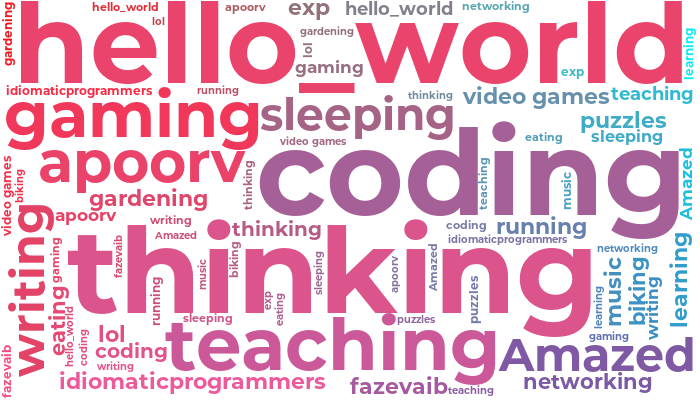 hello_world apoorv exp hello_world networking
gardening
lol
hello_world
gardening
lol
gaming
learning
exp
idiomaticprogrammers running thinking video games teaching
gaming sleeping puzzles
video games eating sleeping
apoorv coding
thinking
teaching
music
Amazed
video games
biking
gardening
apoorv writing thinking coding running
Amazed idiomaticprogrammers
writing
gaming
fazevaib
thinking
networking
music
biking
sleeping
apoorv
Amazed
puzzles
running
exp
eating
learning
music
biking
writing
learning
eating
hello_world
sleeping puzzles
lol teaching gaming
coding
coding Amazed
writing
fazevaib
idiomaticprogrammers fazevaib teaching networking